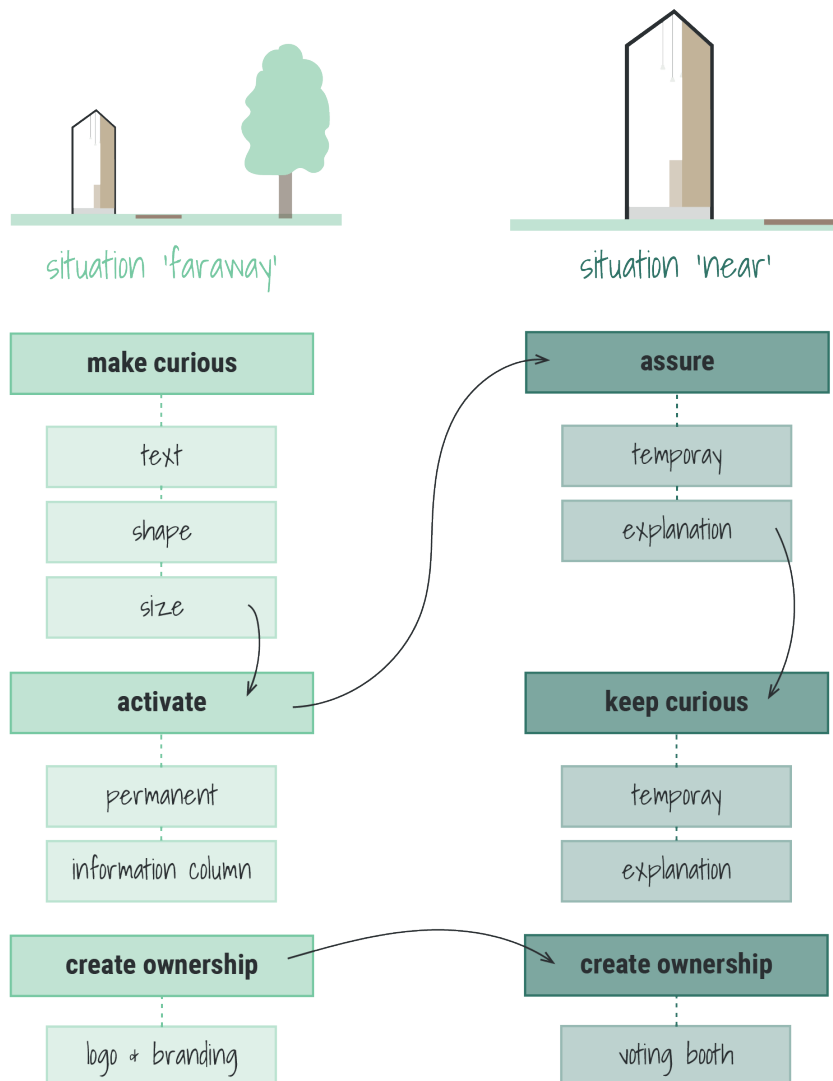 situation 'faraway'
make curious
text
shape
size
activate
permanent
information column
create ownership
logo & branding
situation 'near'
assure
temporay
explanation
keep curious
temporay
explanation
create ownership
voting booth